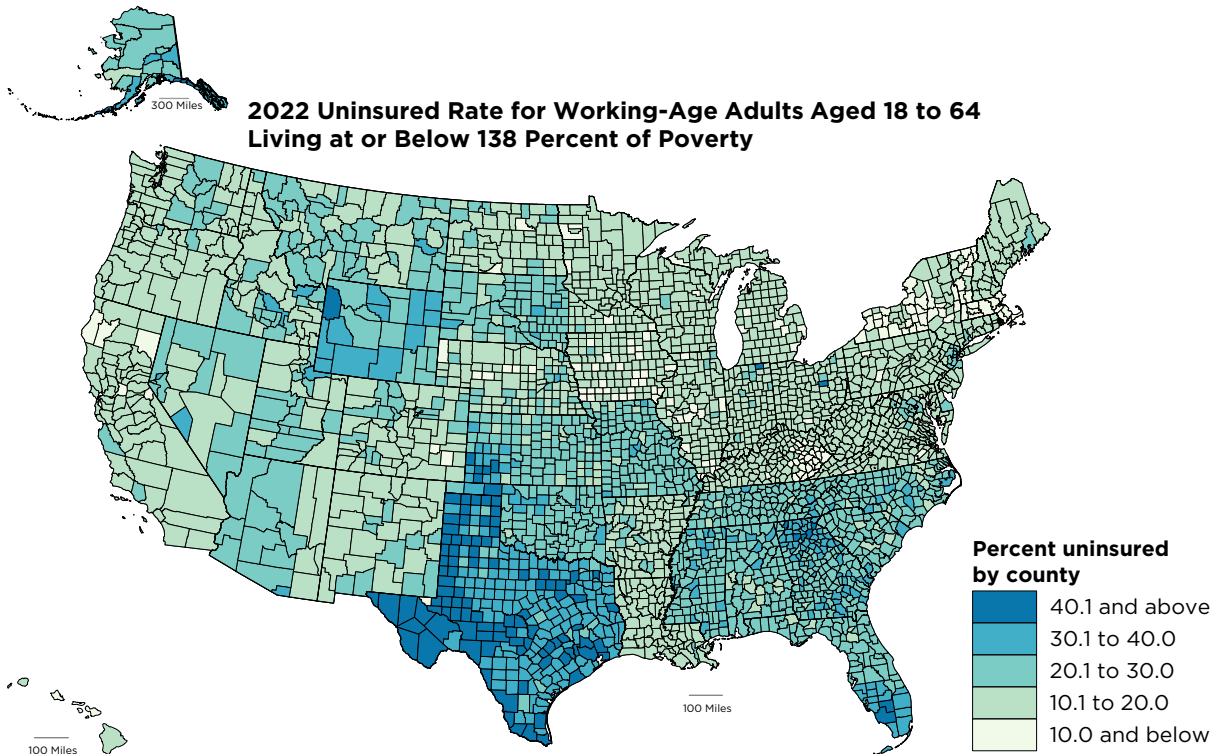 300 Miles
2022 Uninsured Rate for Working-Age Adults Aged 18 to 64
Living at or Below 138 Percent of Poverty
Percent uninsured
by county
40.1 and above
30.1 to 40.0
20.1 to 30.0
10.1 to 20.0
10.0 and below
100 Miles
100 Miles